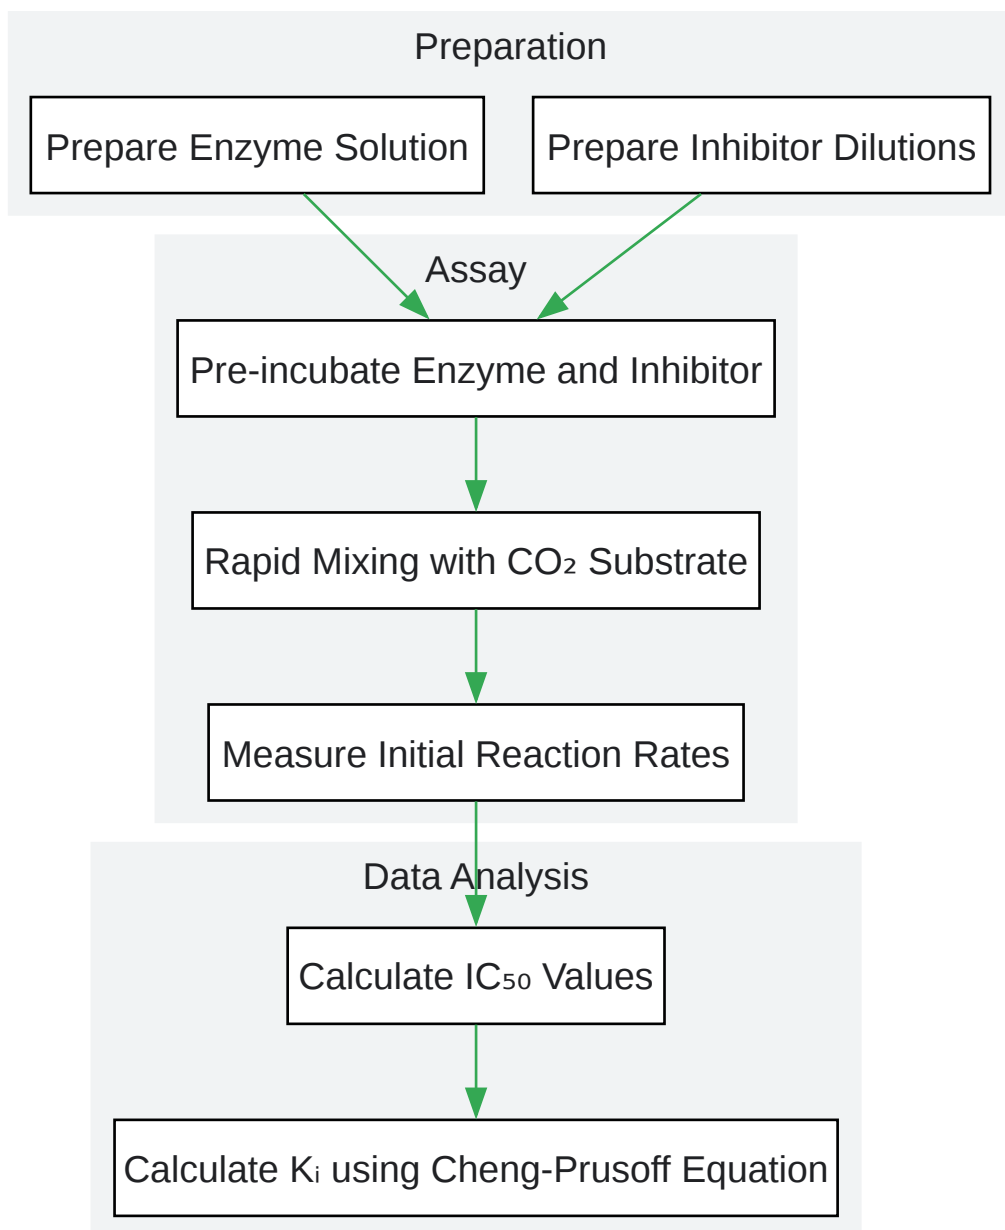 Preparation
Prepare Enzyme Solution
Prepare Inhibitor Dilutions
Assay
Pre-incubate Enzyme and Inhibitor
Rapid Mixing with CO₂ Substrate
Measure Initial Reaction Rates
Data Analysis
Calculate IC₅₀ Values
Calculate Kᵢ using Cheng-Prusoff Equation